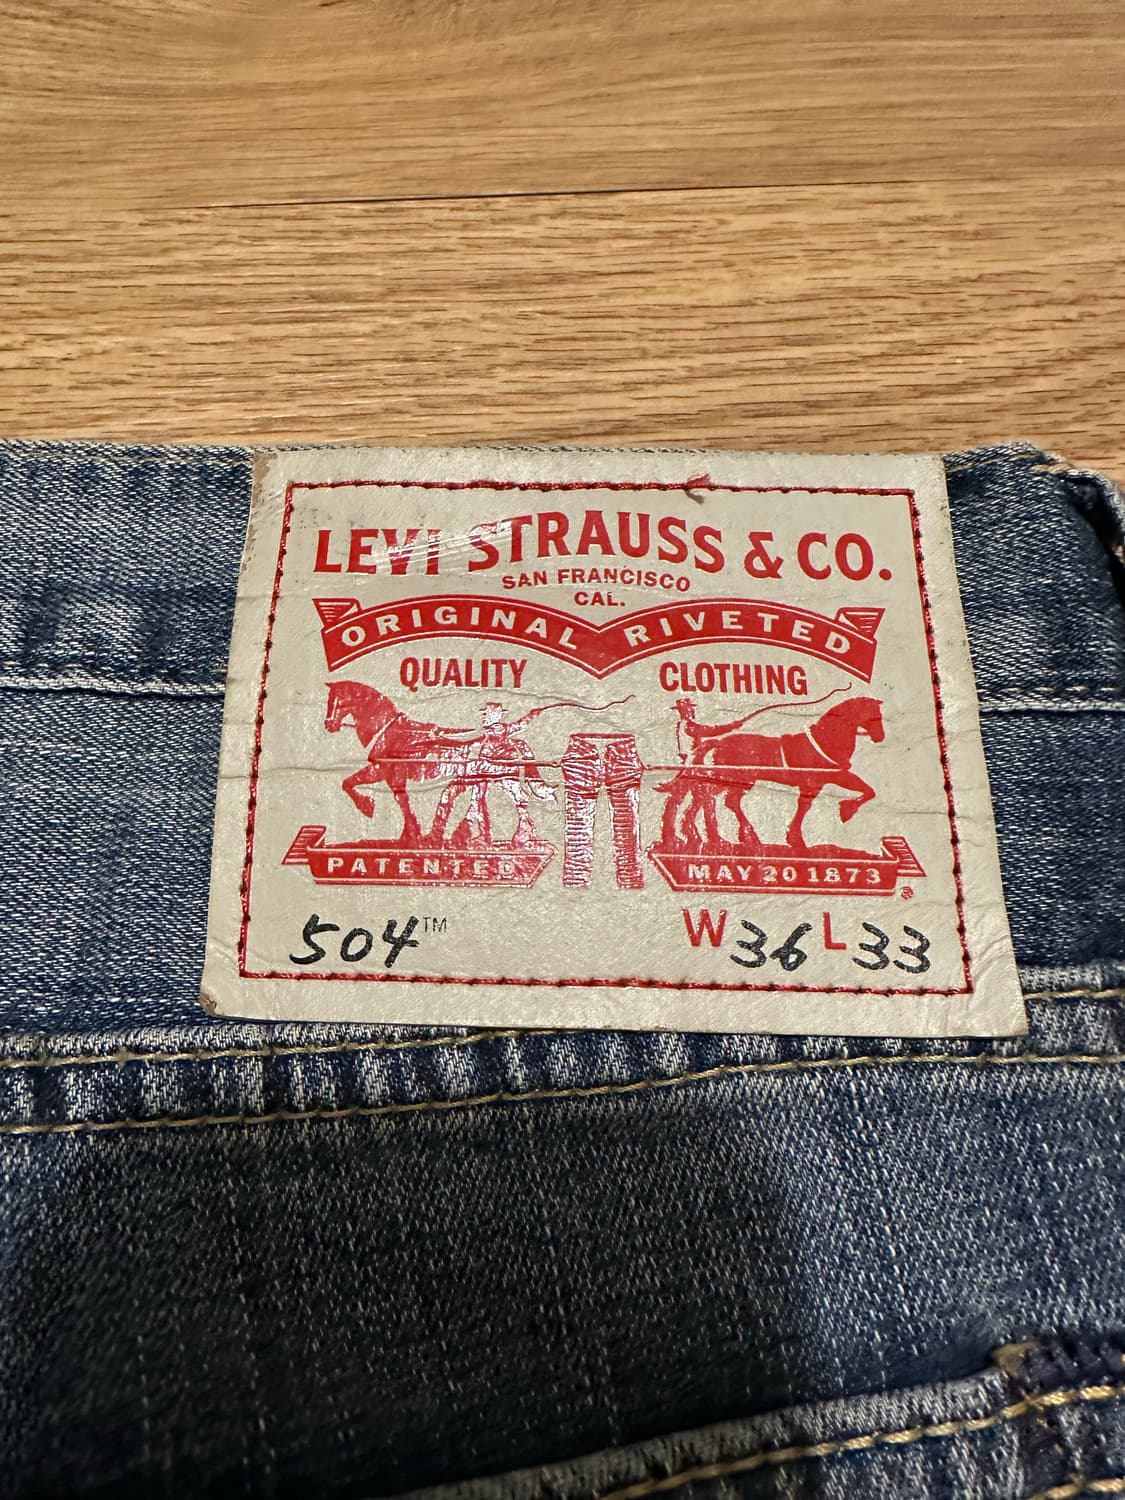 LEVI STRAUSS & CO.
SAN FRANCISCO
CAL.
ORIGINAL RIVETED
QUALITY CLOTHING
PATENTED MAY 20 1873 ®
504™ W36 L33